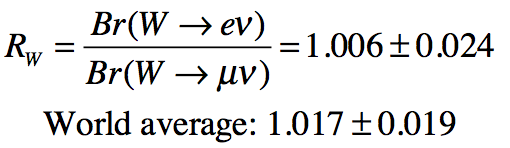 R_W = Br(W → eν) / Br(W → μν) = 1.006 ± 0.024
World average: 1.017 ± 0.019